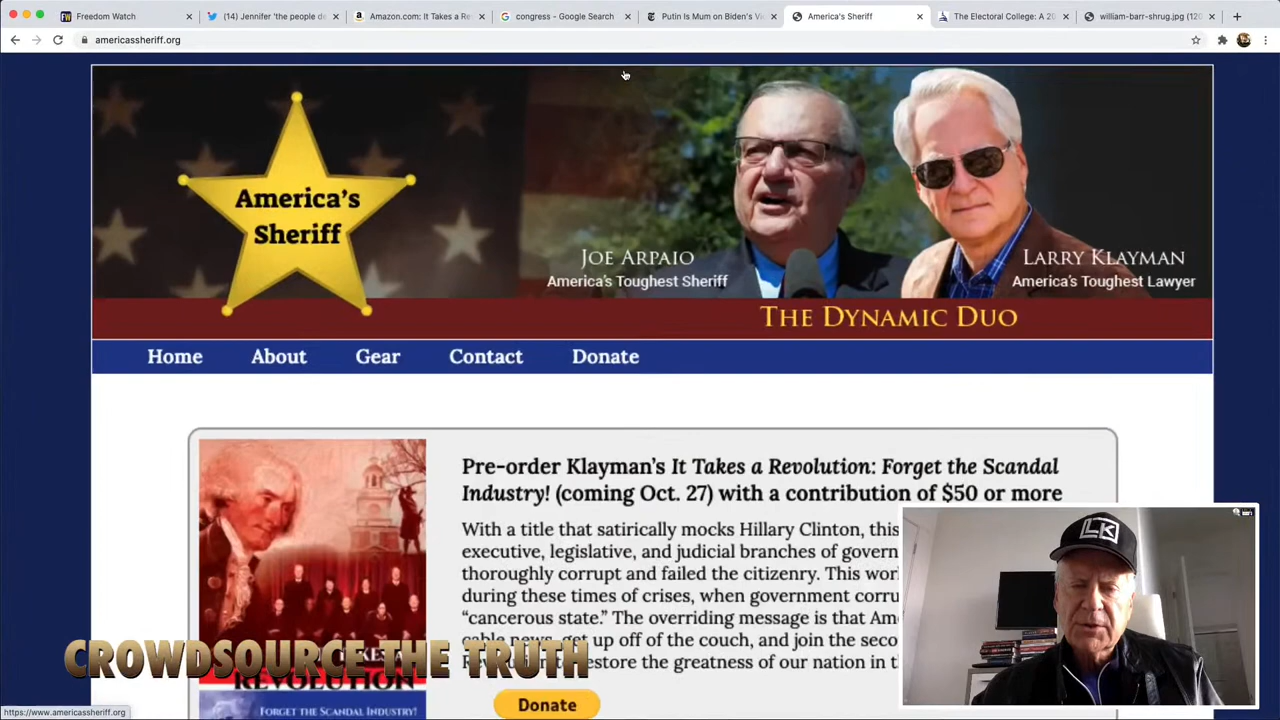 Freedom Watch
(14) Jennifer 'the people d
Amazon.com: It Takes a Re
congress - Google Search
Putin Is Mum on Biden's Vi
America's Sheriff
The Electoral College: A 20
william-barr-shrug.jpg (120
americassheriff.org
America's
Sheriff
JOE ARPAIO
America's Toughest Sheriff
LARRY KLAYMAN
America's Toughest Lawyer
THE DYNAMIC DUO
Home
About
Gear
Contact
Donate
Pre-order Klayman's It Takes a Revolution: Forget the Scandal
Industry! (coming Oct. 27) with a contribution of $50 or more
With a title that satirically mocks Hillary Clinton, this
executive, legislative, and judicial branches of govern
thoroughly corrupt and failed the citizenry. This wor
during these times of crises, when government corru
"cancerous state." The overriding message is that Am
cable news, get up off of the couch, and join the seco
restore the greatness of our nation in t
CROWDSOURCE THE TRUTH
REVOLUTION
FORGET THE SCANDAL INDUSTRY!
Donate
LK
https://www.americassheriff.org